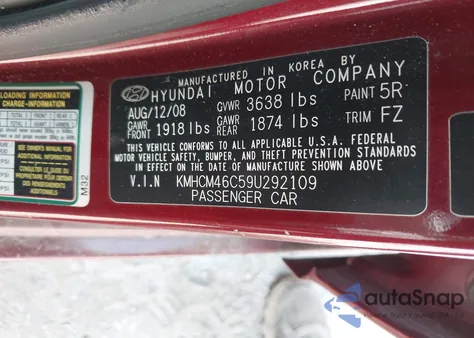 LOADING INFORMATION
CHARGE-INFORMATION
M32
MANUFACTURED IN KOREA BY
HYUNDAI MOTOR COMPANY
AUG/12/08 GVWR 3638 lbs PAINT 5R
GAWR FRONT 1918 lbs GAWR REAR 1874 lbs TRIM FZ
THIS VEHICLE CONFORMS TO ALL APPLICABLE U.S.A. FEDERAL
MOTOR VEHICLE SAFETY, BUMPER, AND THEFT PREVENTION STANDARDS
IN EFFECT ON THE DATE OF MANUFACTURE SHOWN ABOVE
V.I.N KMHCM46C59U292109
PASSENGER CAR
autoSnap